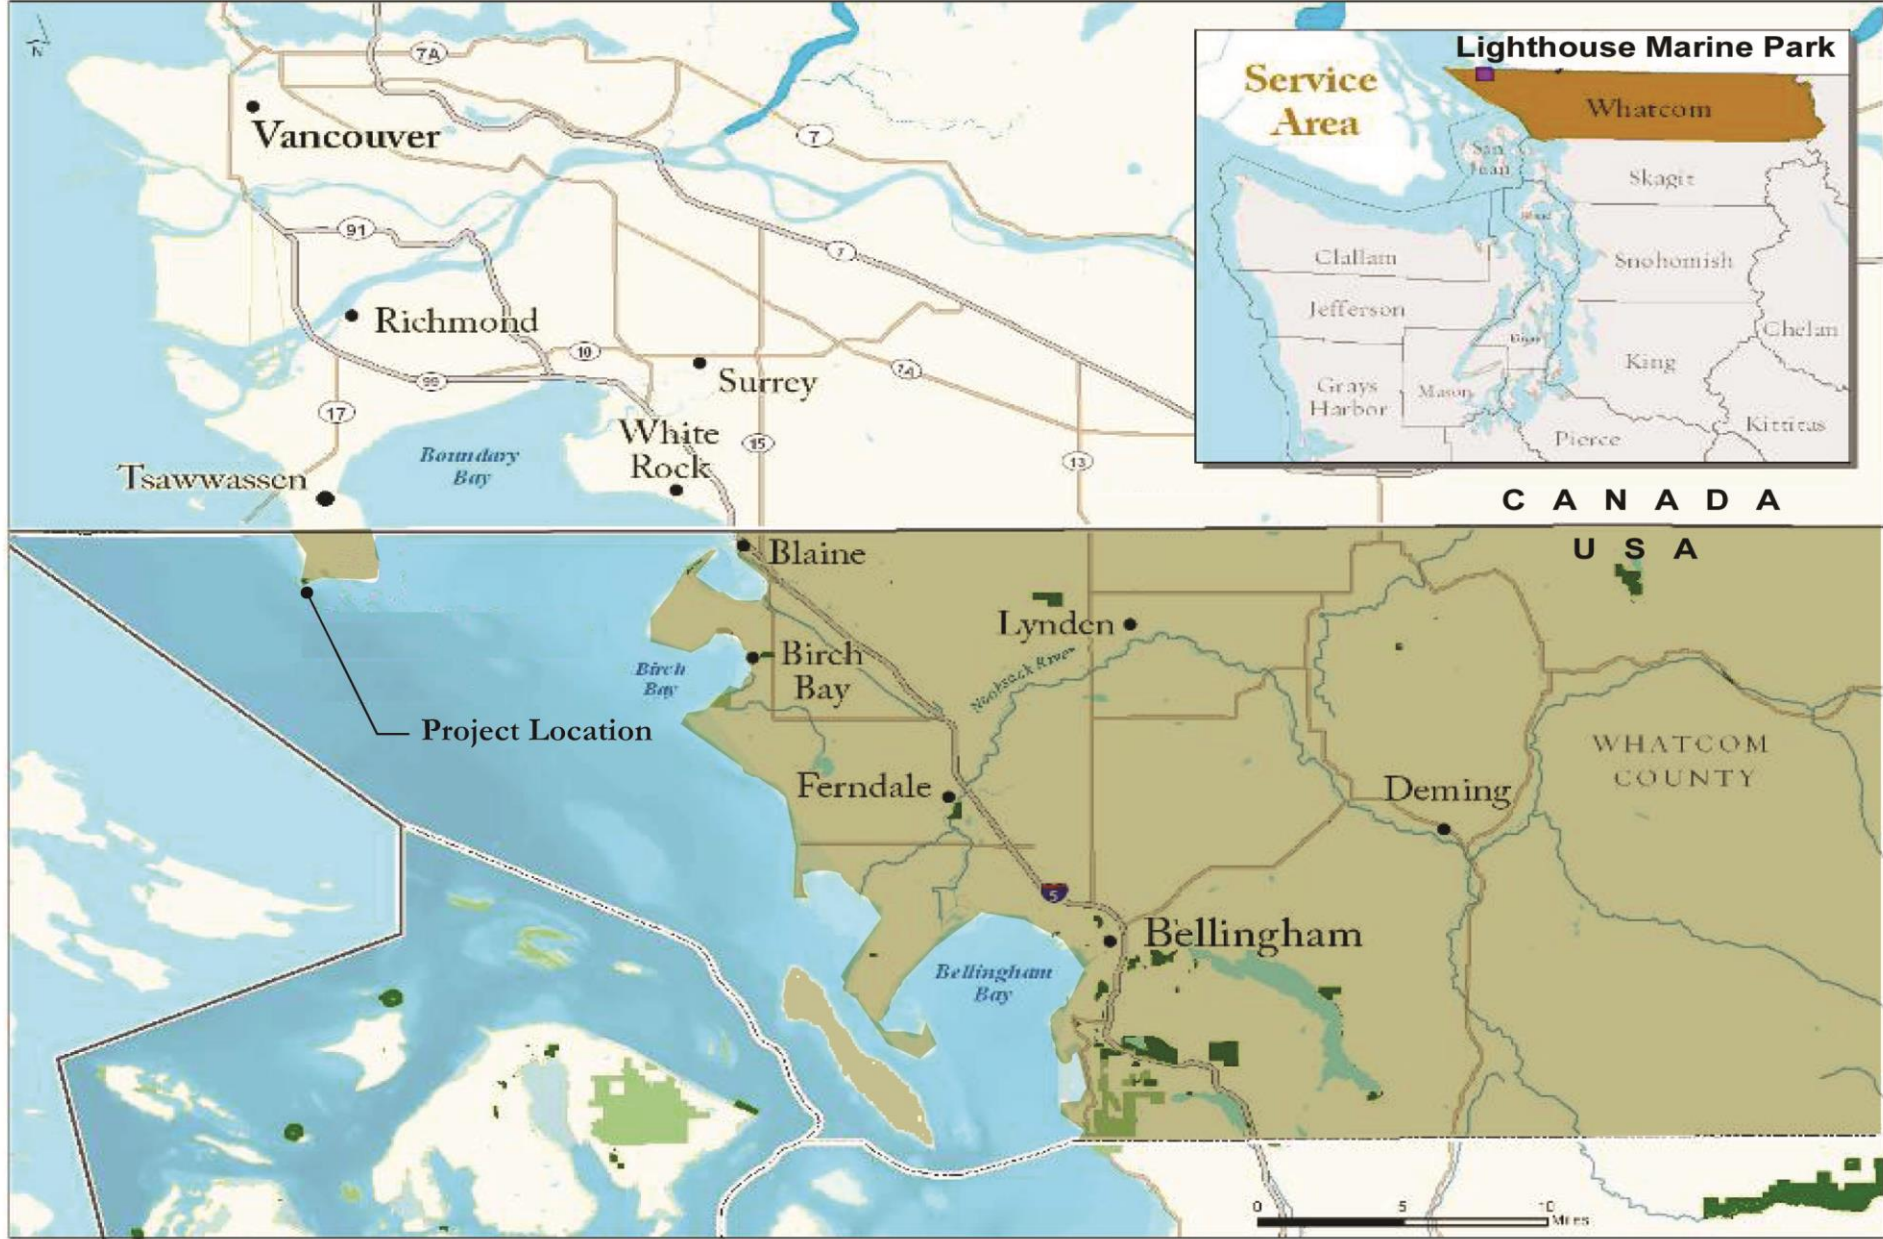 N
7A
Vancouver
7
91
7
Richmond
10
99
Surrey
1A
17
White
Rock
15
13
Boundary
Bay
Tsawwassen
Lighthouse Marine Park
Service
Area
Whatcom
San
Juan
Skagit
Island
Clallam
Snohomish
Jefferson
Chelan
King
Grays
Harbor
Mason
Kittitas
Pierce
CANADA
USA
Blaine
Lynden
Birch
Bay
Birch
Bay
Nooksack River
Project Location
WHATCOM
COUNTY
Ferndale
Deming
5
Bellingham
Bellingham
Bay
0 5 10
Miles